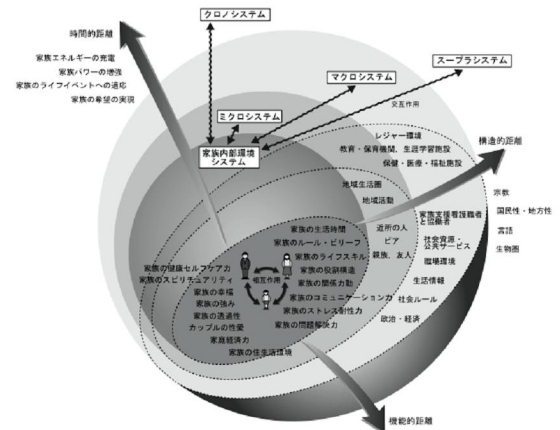 クロノシステム
時間的距離
スープラシステム
家族エネルギーの充電
家族パワーの増強
家族のライフイベントへの適応
家族の希望の実現
マクロシステム
交互作用
ミクロシステム
レジャー環境
構造的距離
家族内部環境
システム
教育・保育機関、生涯学習施設
保健・医療・福祉施設
地域生活圏
宗教
地域活動
国民性・地方性
家族支援看護職者
と協働者
家族の生活時間
近所の人
言語
家族のルール・ビリーフ
ピア
社会資源・
公共サービス
生物圏
家族のライフスキル
親族、友人
職場環境
家族の健康セルフケア力
家族の役割構造
家族のスピリチュアリティ
相互作用
家族の関係力動
生活情報
家族の幸福
家族のコミュニケーション力
社会ルール
家族の強み
家族のストレス耐性力
家族の透過性
政治・経済
カップルの性愛
家族の問題解決力
家庭経済力
家族の住生活環境
機能的距離